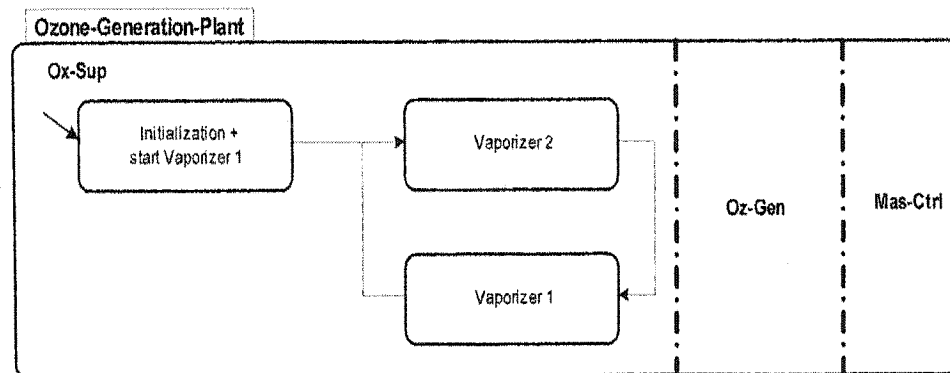 Ozone-Generation-Plant
Ox-Sup
Initialization +
start Vaporizer 1
Vaporizer 2
Vaporizer 1
Oz-Gen
Mas-Ctrl